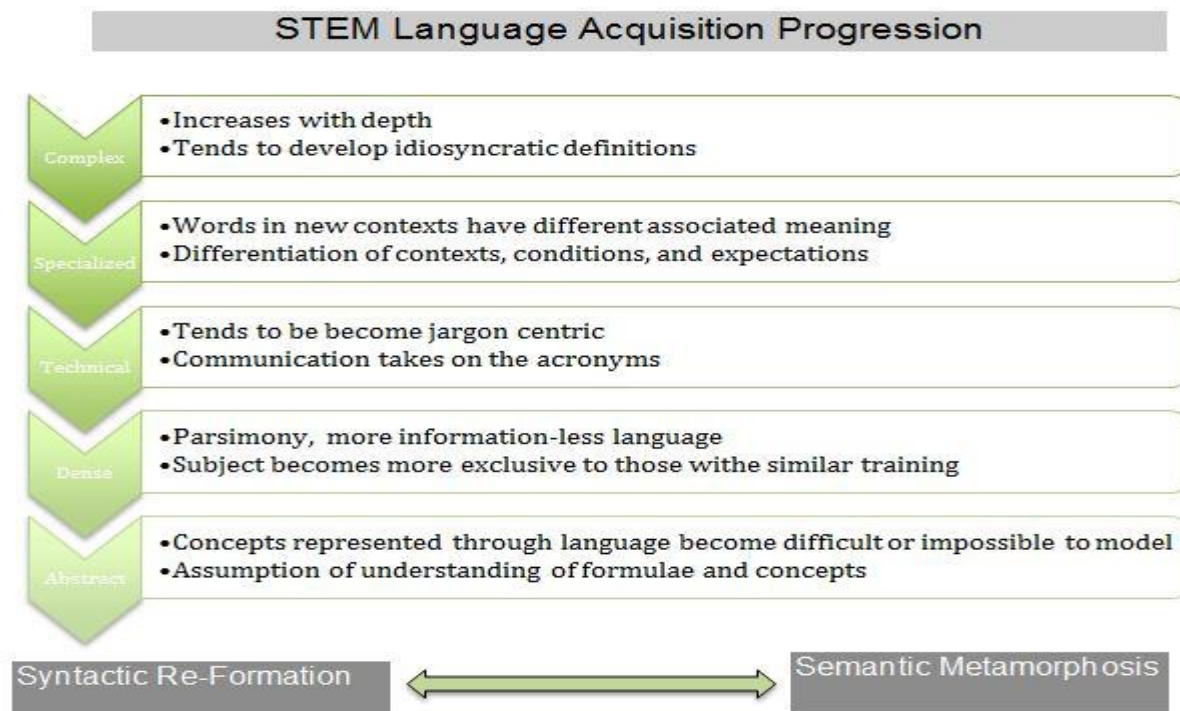 STEM Language Acquisition Progression
Complex
•Increases with depth
•Tends to develop idiosyncratic definitions
Specialized
•Words in new contexts have different associated meaning
•Differentiation of contexts, conditions, and expectations
Technical
•Tends to be become jargon centric
•Communication takes on the acronyms
Dense
•Parsimony, more information-less language
•Subject becomes more exclusive to those withe similar training
Abstract
•Concepts represented through language become difficult or impossible to model
•Assumption of understanding of formulae and concepts
Syntactic Re-Formation
Semantic Metamorphosis